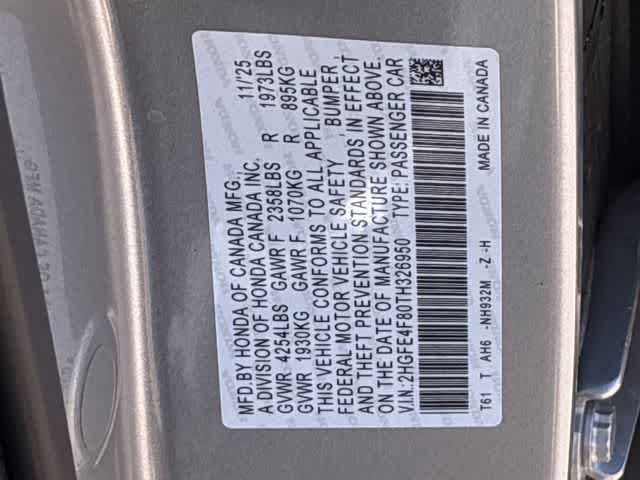 MFD.BY HONDA OF CANADA MFG., 11/'25
A DIVISION OF HONDA CANADA INC.
GVWR 4254LBS GAWR F 2358LBS R 1973LBS
GVWR 1930KG GAWR F 1070KG R 895KG
THIS VEHICLE CONFORMS TO ALL APPLICABLE
FEDERAL MOTOR VEHICLE SAFETY , BUMPER ,
AND THEFT PREVENTION STANDARDS IN EFFECT
ON THE DATE OF MANUFACTURE SHOWN ABOVE.
V.I.N.:2HGFE4F80TH326950 TYPE: PASSENGER CAR
T61 T AH6 -NH932M -Z -H MADE IN CANADA